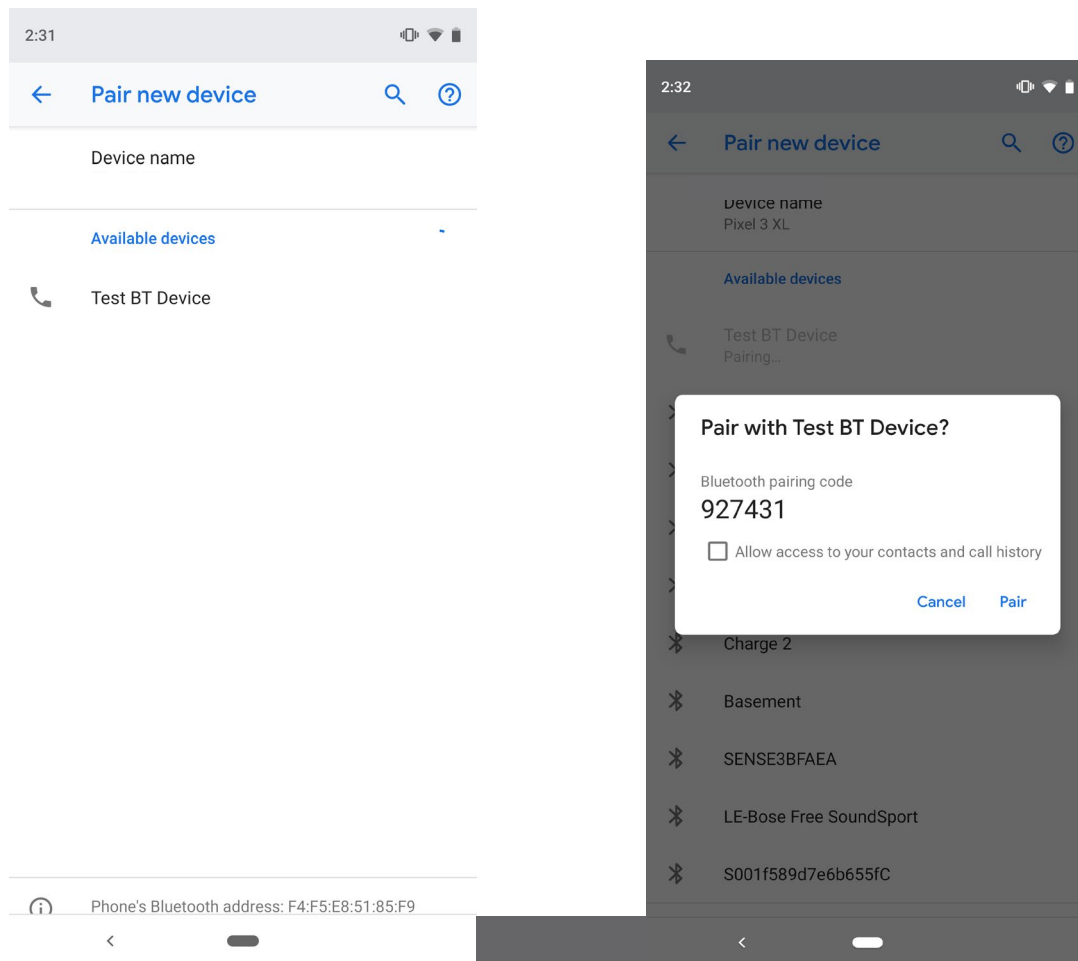 2:31
Pair new device
Device name
Available devices
Test BT Device
Phone's Bluetooth address: F4:F5:E8:51:85:F9
2:32
Pair new device
Device name
Pixel 3 XL
Available devices
Test BT Device
Pairing...
Pair with Test BT Device?
Bluetooth pairing code
927431
Allow access to your contacts and call history
Cancel Pair
Charge 2
Basement
SENSE3BFAEA
LE-Bose Free SoundSport
S001f589d7e6b655fC